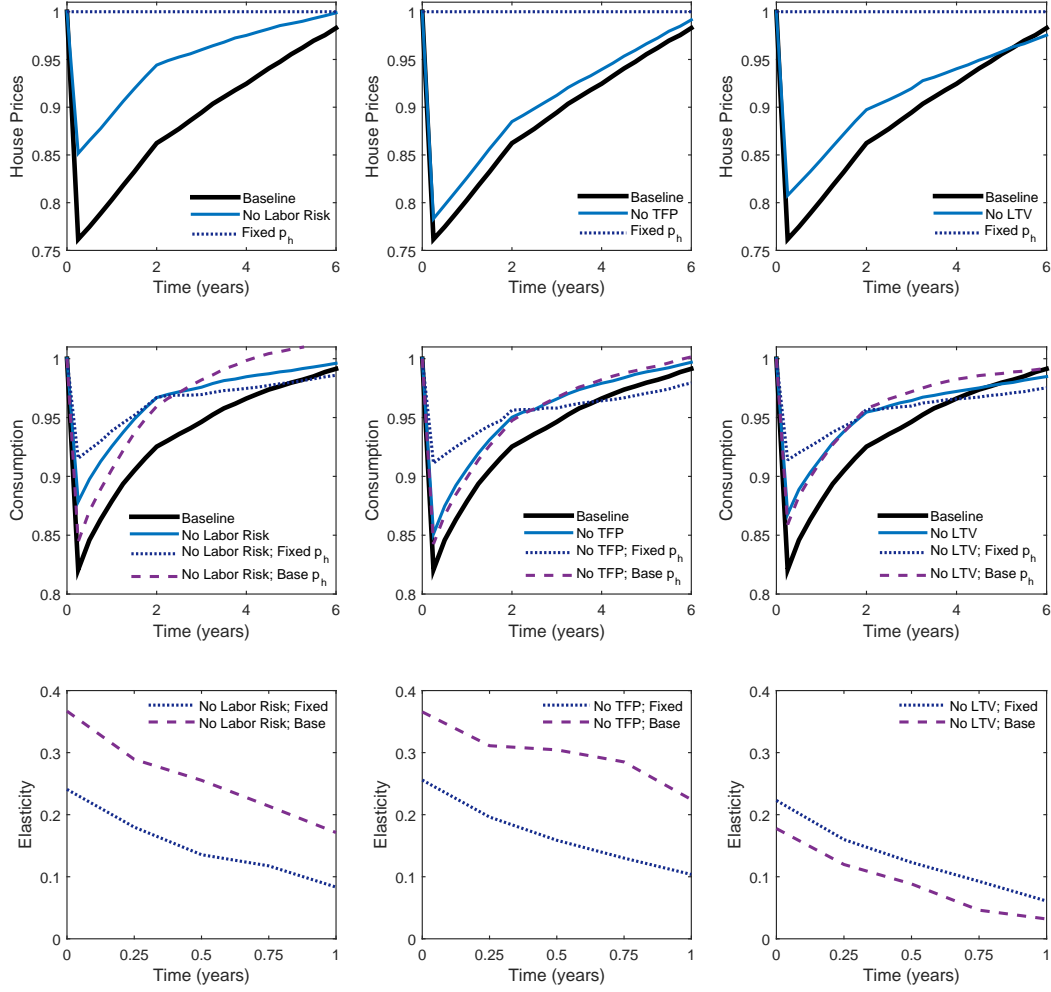 House Prices
1
0.95
0.9
0.85
0.8
0.75
Baseline
No Labor Risk
Fixed p_h
0 2 4 6
Time (years)
House Prices
1
0.95
0.9
0.85
0.8
0.75
Baseline
No TFP
Fixed p_h
0 2 4 6
Time (years)
House Prices
1
0.95
0.9
0.85
0.8
0.75
Baseline
No LTV
Fixed p_h
0 2 4 6
Time (years)
Consumption
1
0.95
0.9
0.85
0.8
Baseline
No Labor Risk
No Labor Risk; Fixed p_h
No Labor Risk; Base p_h
0 2 4 6
Time (years)
Consumption
1
0.95
0.9
0.85
0.8
Baseline
No TFP
No TFP; Fixed p_h
No TFP; Base p_h
0 2 4 6
Time (years)
Consumption
1
0.95
0.9
0.85
0.8
Baseline
No LTV
No LTV; Fixed p_h
No LTV; Base p_h
0 2 4 6
Time (years)
Elasticity
0.4
0.3
0.2
0.1
0
No Labor Risk; Fixed
No Labor Risk; Base
0 0.25 0.5 0.75 1
Time (years)
Elasticity
0.4
0.3
0.2
0.1
0
No TFP; Fixed
No TFP; Base
0 0.25 0.5 0.75 1
Time (years)
Elasticity
0.4
0.3
0.2
0.1
0
No LTV; Fixed
No LTV; Base
0 0.25 0.5 0.75 1
Time (years)